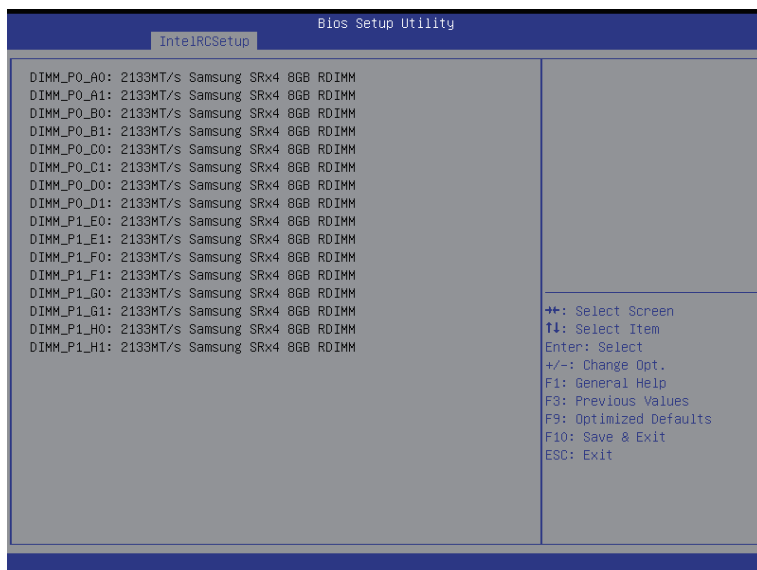 Bios Setup Utility
IntelRCSetup
DIMM_P0_A0: 2133MT/s Samsung SRx4 8GB RDIMM
DIMM_P0_A1: 2133MT/s Samsung SRx4 8GB RDIMM
DIMM_P0_B0: 2133MT/s Samsung SRx4 8GB RDIMM
DIMM_P0_B1: 2133MT/s Samsung SRx4 8GB RDIMM
DIMM_P0_C0: 2133MT/s Samsung SRx4 8GB RDIMM
DIMM_P0_C1: 2133MT/s Samsung SRx4 8GB RDIMM
DIMM_P0_D0: 2133MT/s Samsung SRx4 8GB RDIMM
DIMM_P0_D1: 2133MT/s Samsung SRx4 8GB RDIMM
DIMM_P1_E0: 2133MT/s Samsung SRx4 8GB RDIMM
DIMM_P1_E1: 2133MT/s Samsung SRx4 8GB RDIMM
DIMM_P1_F0: 2133MT/s Samsung SRx4 8GB RDIMM
DIMM_P1_F1: 2133MT/s Samsung SRx4 8GB RDIMM
DIMM_P1_G0: 2133MT/s Samsung SRx4 8GB RDIMM
DIMM_P1_G1: 2133MT/s Samsung SRx4 8GB RDIMM
DIMM_P1_H0: 2133MT/s Samsung SRx4 8GB RDIMM
DIMM_P1_H1: 2133MT/s Samsung SRx4 8GB RDIMM
→←: Select Screen
↑↓: Select Item
Enter: Select
+/-: Change Opt.
F1: General Help
F3: Previous Values
F9: Optimized Defaults
F10: Save & Exit
ESC: Exit